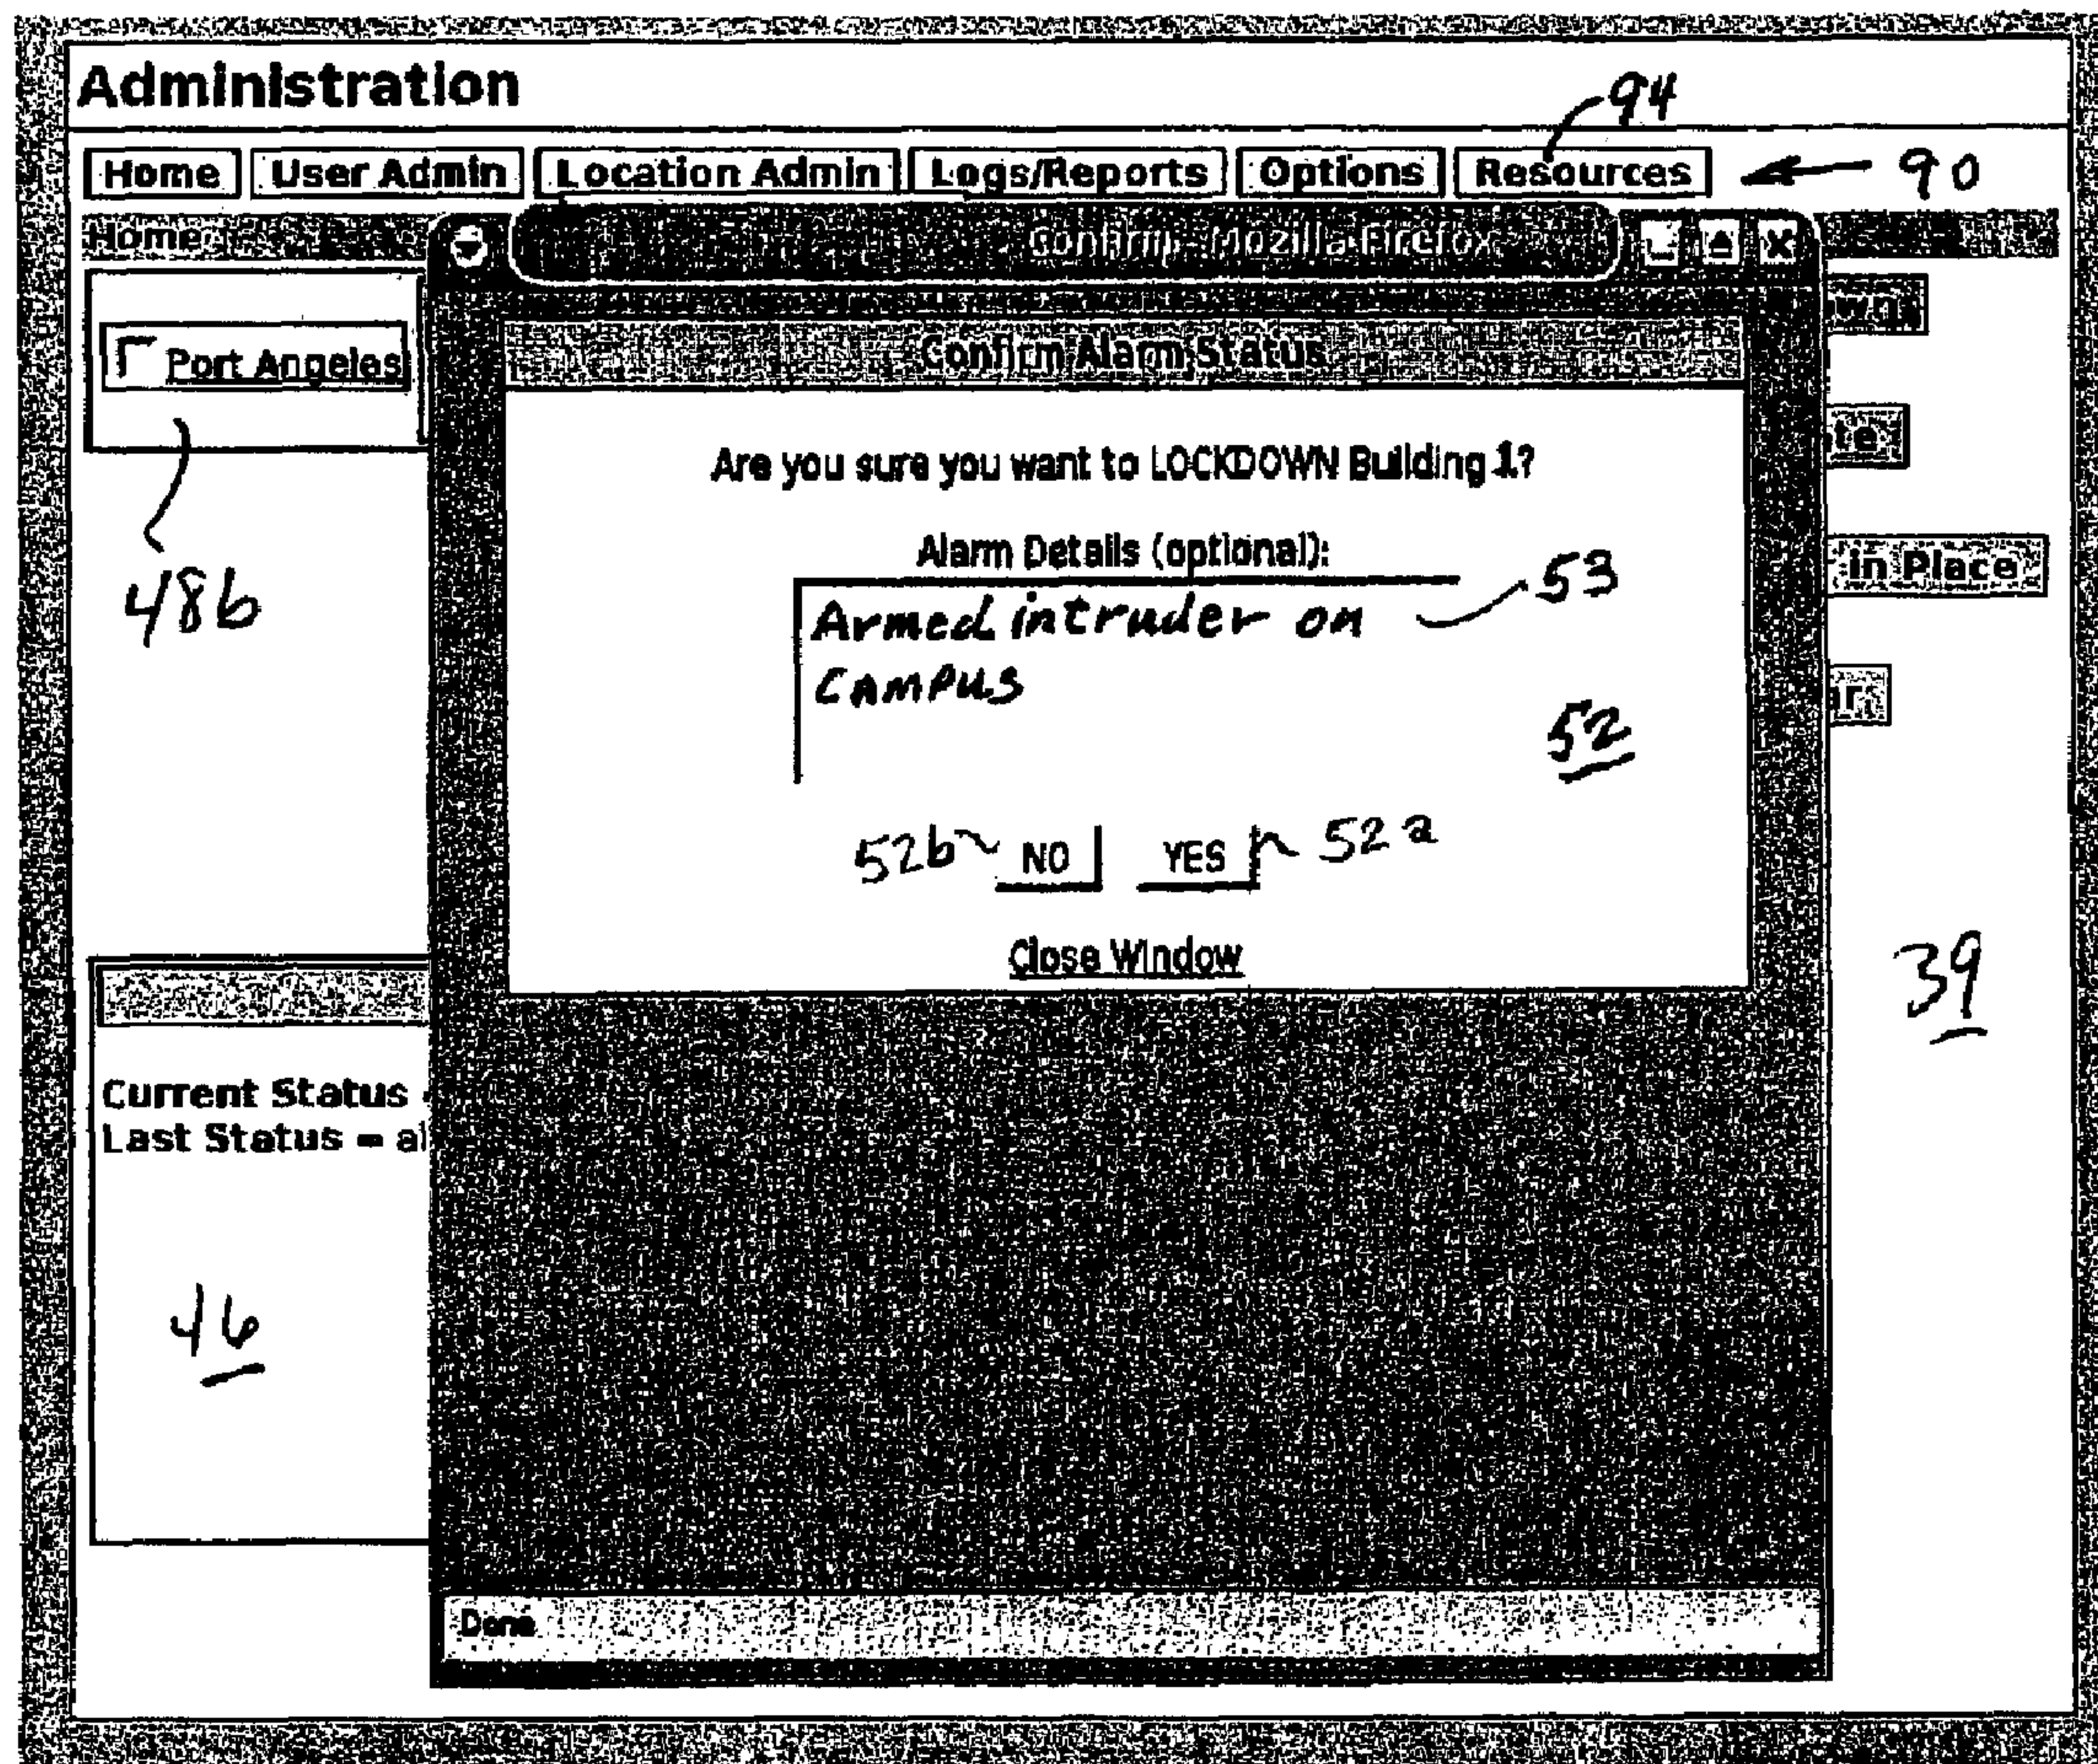 Administration
94
Home User Admin Location Admin Logs/Reports Options Resources
90
Home
Confirm - Mozilla Firefox
Confirm Alarm Status
Port Angeles
Are you sure you want to LOCKDOWN Building 1?
48b
Alarm Details (optional):
in Place
53
Armed intruder on
CAMPUS
52
52b NO YES 52a
Close Window
39
Current Status
Last Status = al
46
Done